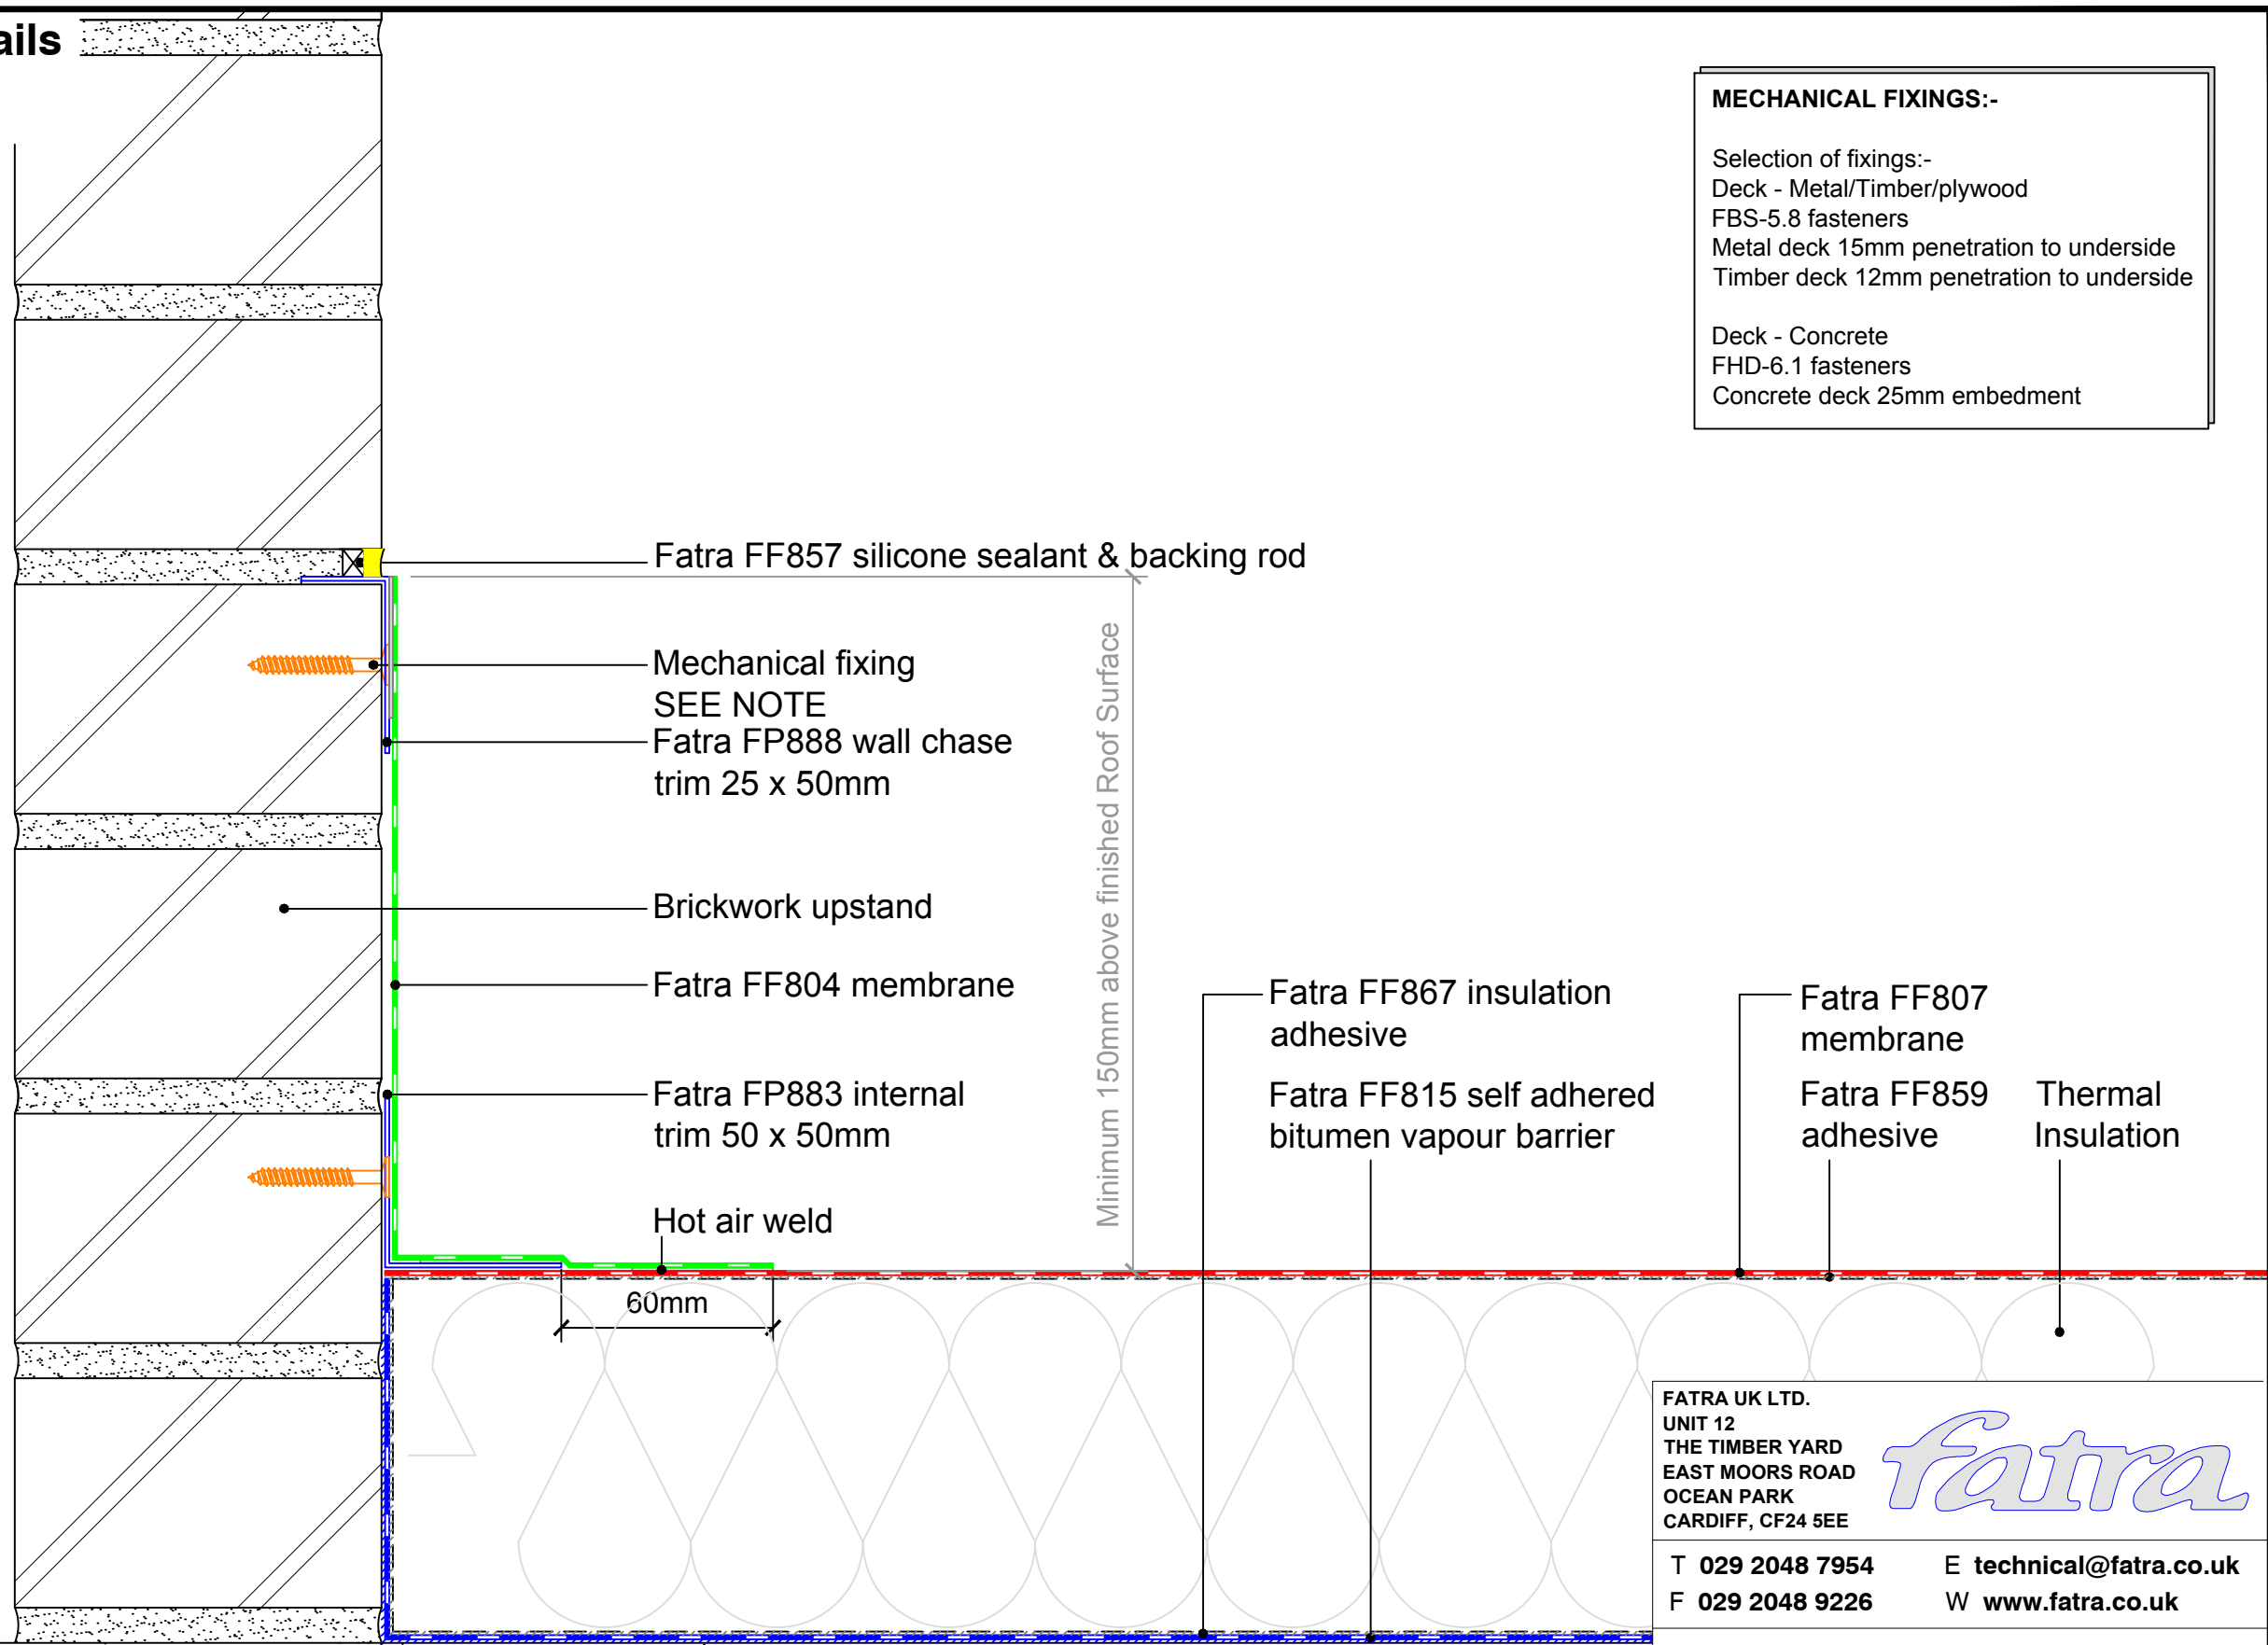 ails
MECHANICAL FIXINGS:-
Selection of fixings:-
Deck - Metal/Timber/plywood
FBS-5.8 fasteners
Metal deck 15mm penetration to underside
Timber deck 12mm penetration to underside
Deck - Concrete
FHD-6.1 fasteners
Concrete deck 25mm embedment
Fatra FF857 silicone sealant & backing rod
Mechanical fixing
SEE NOTE
Fatra FP888 wall chase
trim 25 x 50mm
Brickwork upstand
Fatra FF804 membrane
Fatra FP883 internal
trim 50 x 50mm
Hot air weld
60mm
Minimum 150mm above finished Roof Surface
Fatra FF867 insulation
adhesive
Fatra FF815 self adhered
bitumen vapour barrier
Fatra FF807
membrane
Fatra FF859
adhesive
Thermal
Insulation
FATRA UK LTD.
UNIT 12
THE TIMBER YARD
EAST MOORS ROAD
OCEAN PARK
CARDIFF, CF24 5EE
fatra
T 029 2048 7954
E technical@fatra.co.uk
F 029 2048 9226
W www.fatra.co.uk